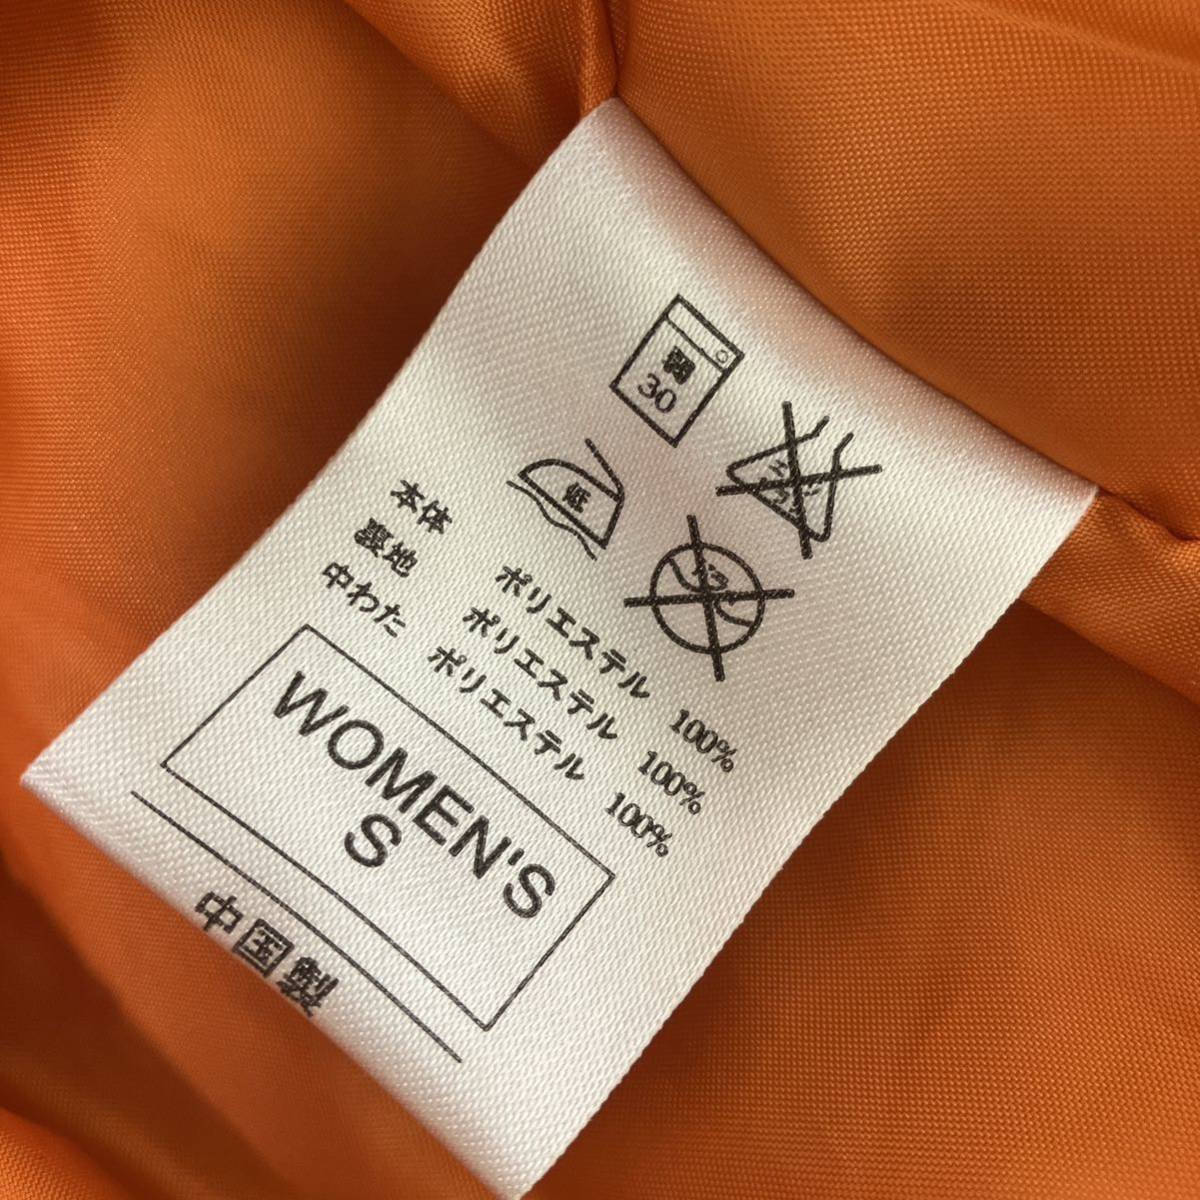 弱
30
低
本体 ポリエステル 100%
裏地 ポリエステル 100%
中わた ポリエステル 100%
WOMEN'S
S
中国製